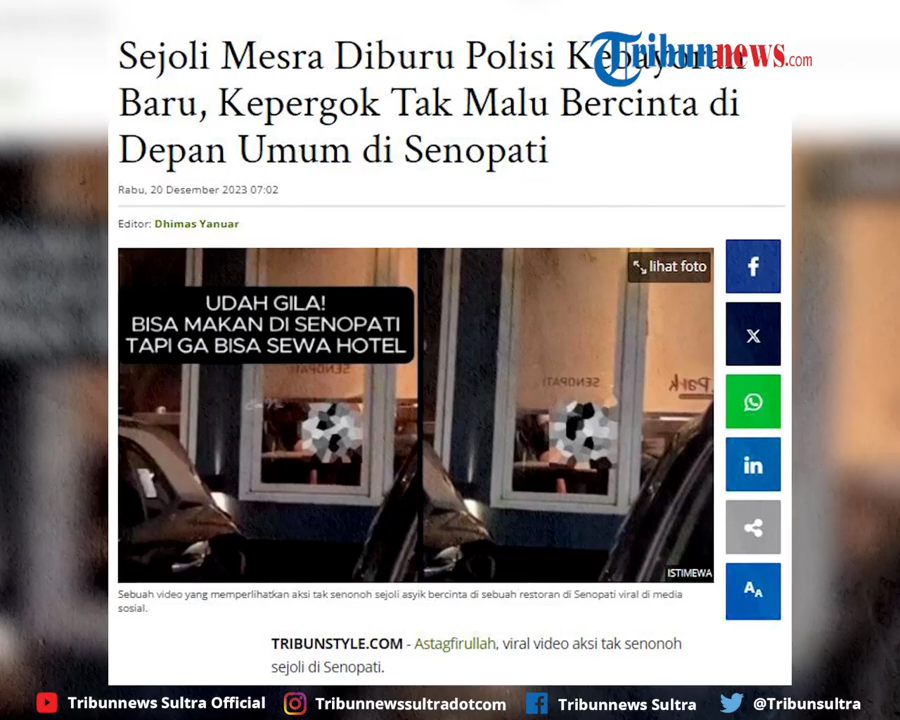 Sejoli Mesra Diburu Polisi Kebayoran
Tribunnews.com
Baru, Kepergok Tak Malu Bercinta di
Depan Umum di Senopati
Rabu, 20 Desember 2023 07:02
Editor: Dhimas Yanuar
lihat foto
UDAH GILA!
BISA MAKAN DI SENOPATI
TAPI GA BISA SEWA HOTEL
SENOPATI
SENOPATI
Park
ISTIMEWA
Sebuah video yang memperlihatkan aksi tak senonoh sejoli asyik bercinta di sebuah restoran di Senopati viral di media
sosial.
TRIBUNSTYLE.COM - Astagfirullah, viral video aksi tak senonoh
sejoli di Senopati.
Tribunnews Sultra Official Tribunnewssultradotcom Tribunnews Sultra @Tribunsultra